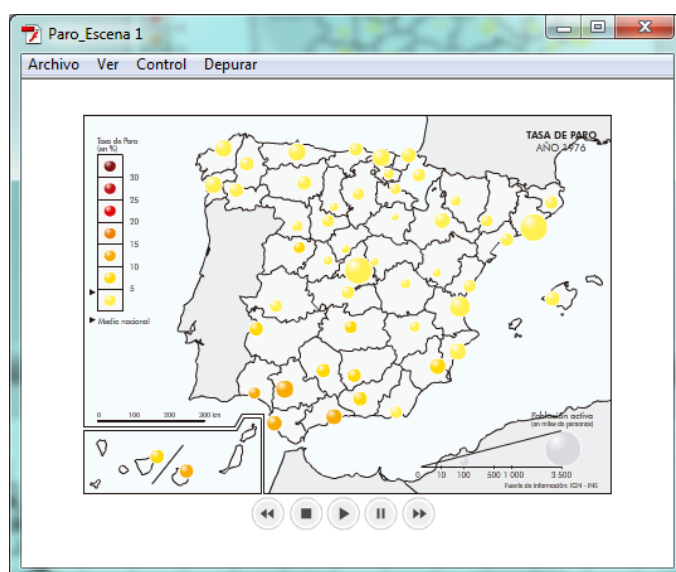 Paro_Escena 1
Archivo Ver Control Depurar
TASA DE PARO
AÑO 1976
Tasa de Paro
(en %)
30
25
20
15
10
5
Media nacional
0 100 200 300 km
Población activa
(en miles de personas)
0 10 100 500 1 000 3 500
Fuente de información: IGN - INE